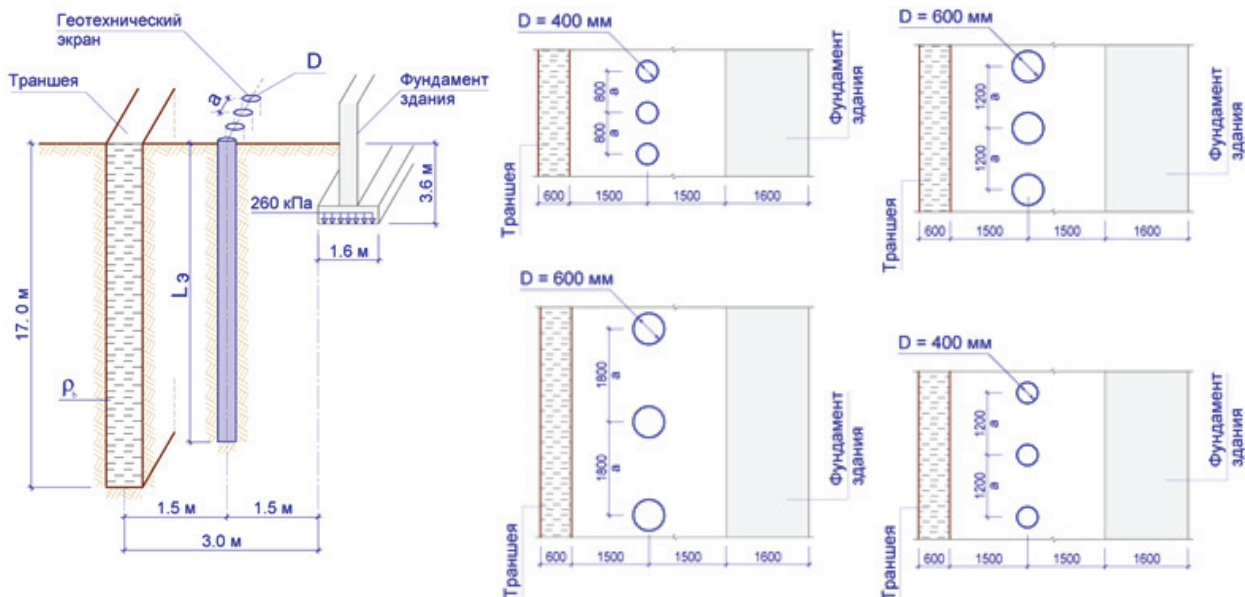 Геотехнический
экран
D
Траншея
a
Фундамент
здания
17.0 м
Lэ
260 кПа
3.6 м
1.6 м
1.5 м
1.5 м
3.0 м
D = 400 мм
800
a
800
a
Траншея
Фундамент
здания
600
1500
1500
1600
D = 600 мм
1200
a
1200
a
Траншея
Фундамент
здания
600
1500
1500
1600
D = 600 мм
1800
a
1800
a
Траншея
Фундамент
здания
600
1500
1500
1600
D = 400 мм
1200
a
1200
a
Траншея
Фундамент
здания
600
1500
1500
1600